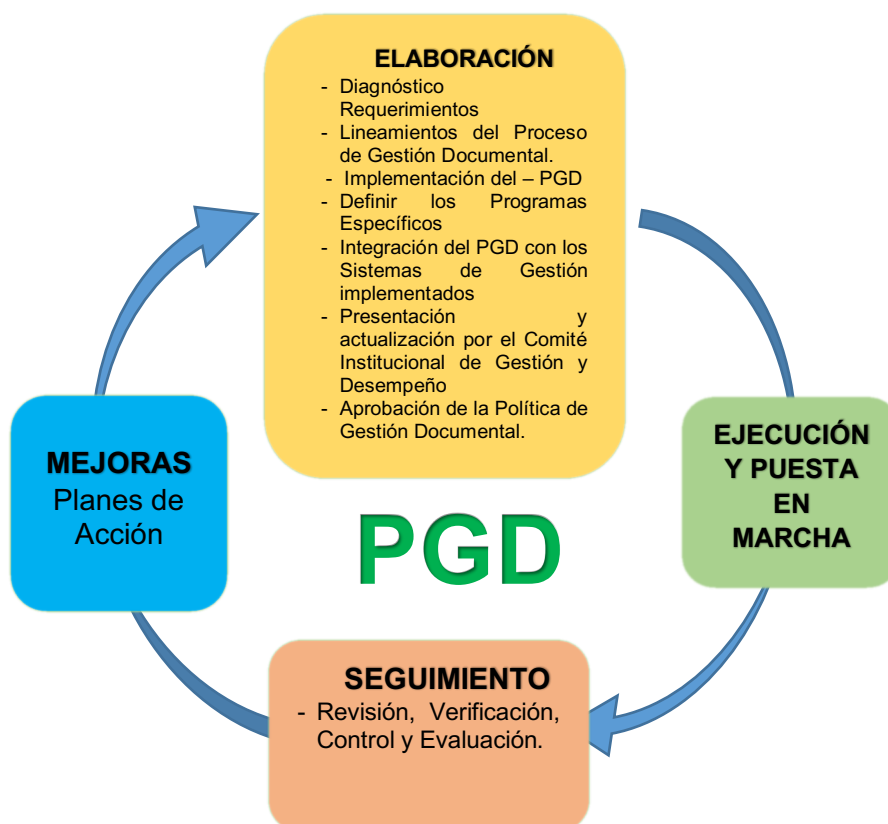 ELABORACIÓN
- Diagnóstico
Requerimientos
- Lineamientos del Proceso
de Gestión Documental.
- Implementación del – PGD
- Definir los Programas
Específicos
- Integración del PGD con los
Sistemas de Gestión
implementados
- Presentación y
actualización por el Comité
Institucional de Gestión y
Desempeño
- Aprobación de la Política de
Gestión Documental.
EJECUCIÓN
Y PUESTA
EN
MARCHA
MEJORAS
Planes de
Acción
PGD
SEGUIMIENTO
- Revisión, Verificación,
Control y Evaluación.